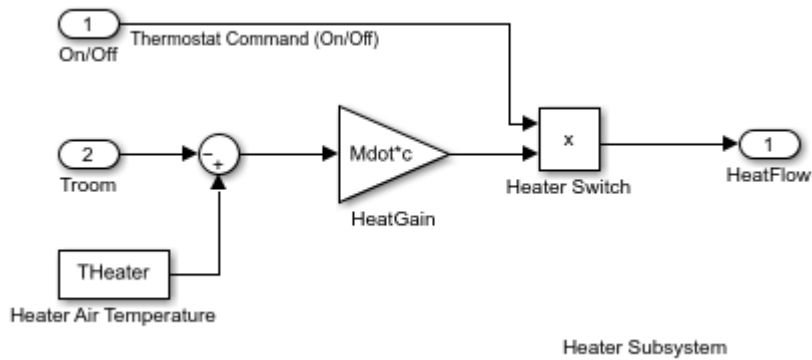 1
On/Off
Thermostat Command (On/Off)
2
Troom
−
+
Mdot*c
HeatGain
x
Heater Switch
1
HeatFlow
THeater
Heater Air Temperature
Heater Subsystem